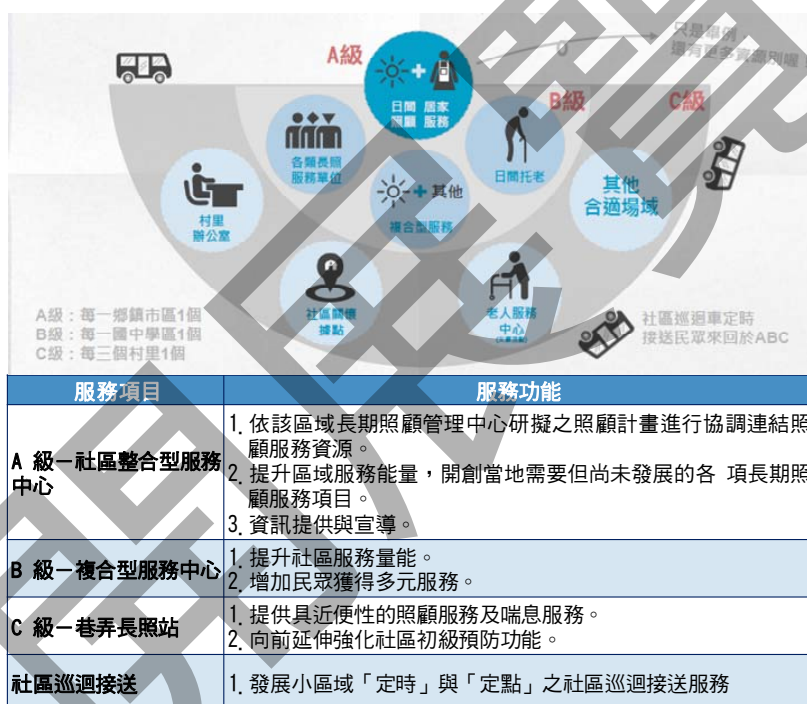 只是舉例，
還有更多資源別喔！
A級
B級
C級
日間 居家
照顧 服務
各類長照
服務單位
日間托老
其他
複合型服務
其他
合適場域
村里
辦公室
社區關懷
據點
老人服務
中心
A級：每一鄉鎮市區1個
B級：每一國中學區1個
C級：每三個村里1個
社區巡迴車定時
接送民眾來回於ABC
服務項目 服務功能
A 級－社區整合型服務
中心
1. 依該區域長期照顧管理中心研擬之照顧計畫進行協調連結照
顧服務資源。
2. 提升區域服務能量，開創當地需要但尚未發展的各 項長期照
顧服務項目。
3. 資訊提供與宣導。
B 級－複合型服務中心
1. 提升社區服務量能。
2. 增加民眾獲得多元服務。
C 級－巷弄長照站
1. 提供具近便性的照顧服務及喘息服務。
2. 向前延伸強化社區初級預防功能。
社區巡迴接送
1. 發展小區域「定時」與「定點」之社區巡迴接送服務